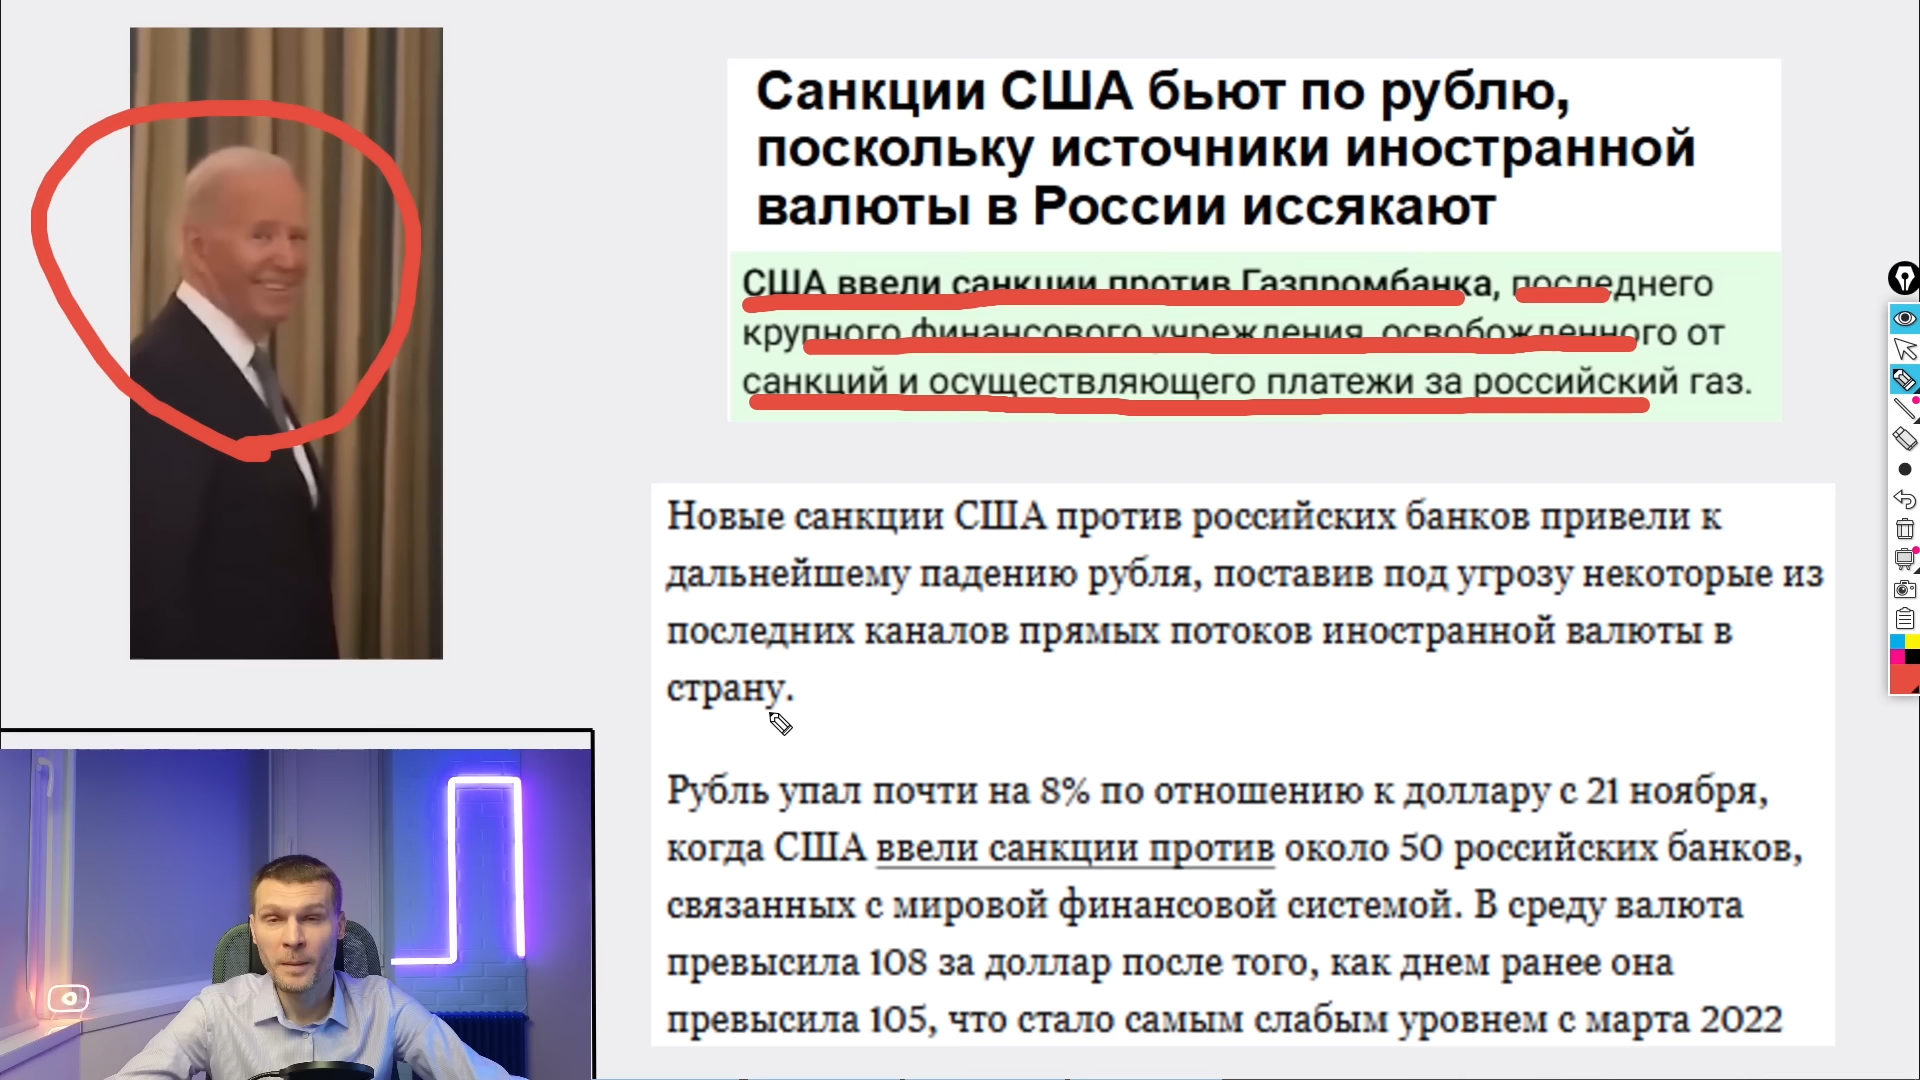 Санкции США бьют по рублю,
поскольку источники иностранной
валюты в России иссякают
США ввели санкции против Газпромбанка, последнего
крупного финансового учреждения, освобожденного от
санкций и осуществляющего платежи за российский газ.
Новые санкции США против российских банков привели к
дальнейшему падению рубля, поставив под угрозу некоторые из
последних каналов прямых потоков иностранной валюты в
страну.
Рубль упал почти на 8% по отношению к доллару с 21 ноября,
когда США ввели санкции против около 50 российских банков,
связанных с мировой финансовой системой. В среду валюта
превысила 108 за доллар после того, как днем ранее она
превысила 105, что стало самым слабым уровнем с марта 2022